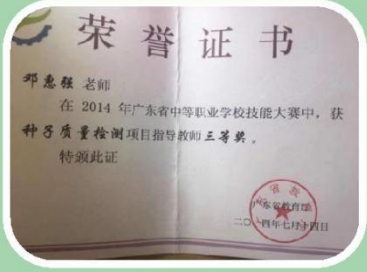 荣誉证书
邓惠强 老师
在 2014 年广东省中等职业学校技能大赛中，获
种子质量检测项目指导教师三等奖。
特颁此证
广东省教育厅
二〇一四年七月十四日